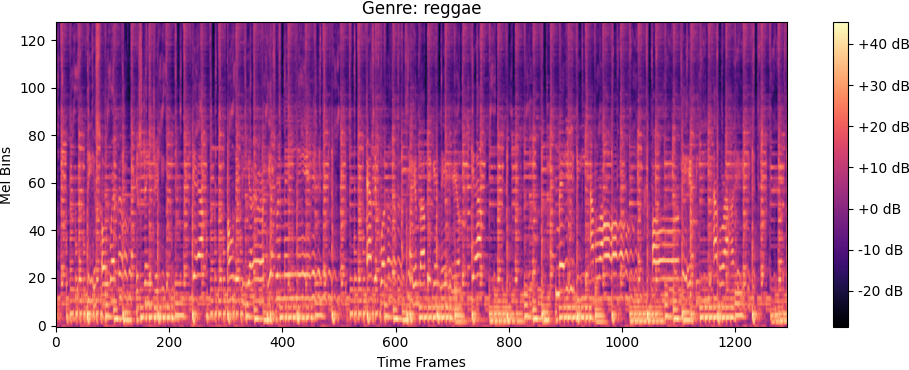 Genre: reggae
120
100
80
60
40
20
0
Mel Bins
0 200 400 600 800 1000 1200
Time Frames
+40 dB
+30 dB
+20 dB
+10 dB
+0 dB
-10 dB
-20 dB